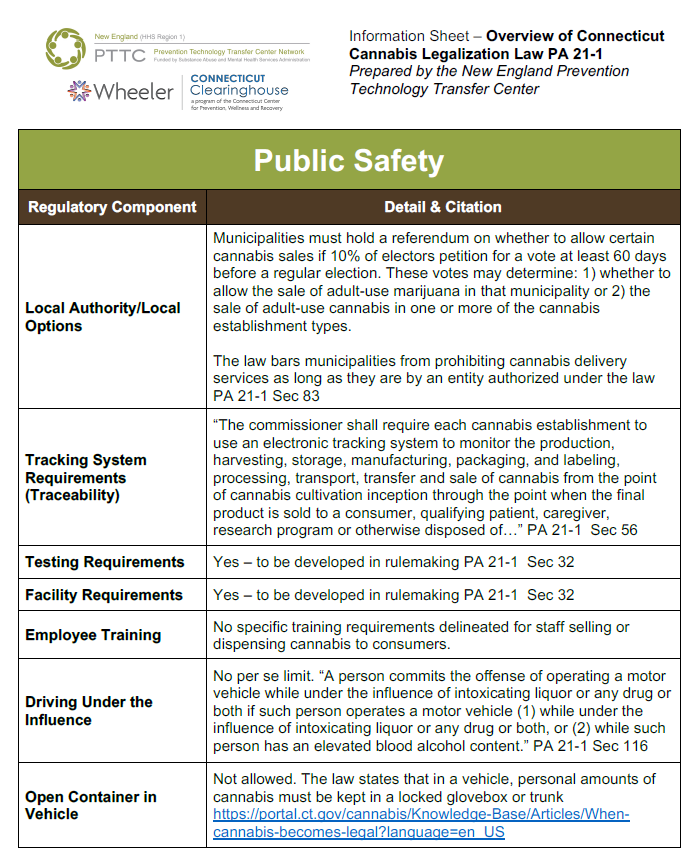 New England (HHS Region 1)
PTTC Prevention Technology Transfer Center Network
Funded by Substance Abuse and Mental Health Services Administration
Wheeler
CONNECTICUT
Clearinghouse
a program of the Connecticut Center
for Prevention, Wellness and Recovery
Information Sheet – Overview of Connecticut
Cannabis Legalization Law PA 21-1
Prepared by the New England Prevention
Technology Transfer Center
Public Safety
Regulatory Component
Detail & Citation
Local Authority/Local
Options
Municipalities must hold a referendum on whether to allow certain
cannabis sales if 10% of electors petition for a vote at least 60 days
before a regular election. These votes may determine: 1) whether to
allow the sale of adult-use marijuana in that municipality or 2) the
sale of adult-use cannabis in one or more of the cannabis
establishment types.
The law bars municipalities from prohibiting cannabis delivery
services as long as they are by an entity authorized under the law
PA 21-1 Sec 83
Tracking System
Requirements
(Traceability)
“The commissioner shall require each cannabis establishment to
use an electronic tracking system to monitor the production,
harvesting, storage, manufacturing, packaging, and labeling,
processing, transport, transfer and sale of cannabis from the point
of cannabis cultivation inception through the point when the final
product is sold to a consumer, qualifying patient, caregiver,
research program or otherwise disposed of…” PA 21-1 Sec 56
Testing Requirements
Yes – to be developed in rulemaking PA 21-1 Sec 32
Facility Requirements
Yes – to be developed in rulemaking PA 21-1 Sec 32
Employee Training
No specific training requirements delineated for staff selling or
dispensing cannabis to consumers.
Driving Under the
Influence
No per se limit. “A person commits the offense of operating a motor
vehicle while under the influence of intoxicating liquor or any drug or
both if such person operates a motor vehicle (1) while under the
influence of intoxicating liquor or any drug or both, or (2) while such
person has an elevated blood alcohol content.” PA 21-1 Sec 116
Open Container in
Vehicle
Not allowed. The law states that in a vehicle, personal amounts of
cannabis must be kept in a locked glovebox or trunk
https://portal.ct.gov/cannabis/Knowledge-Base/Articles/When-
cannabis-becomes-legal?language=en_US